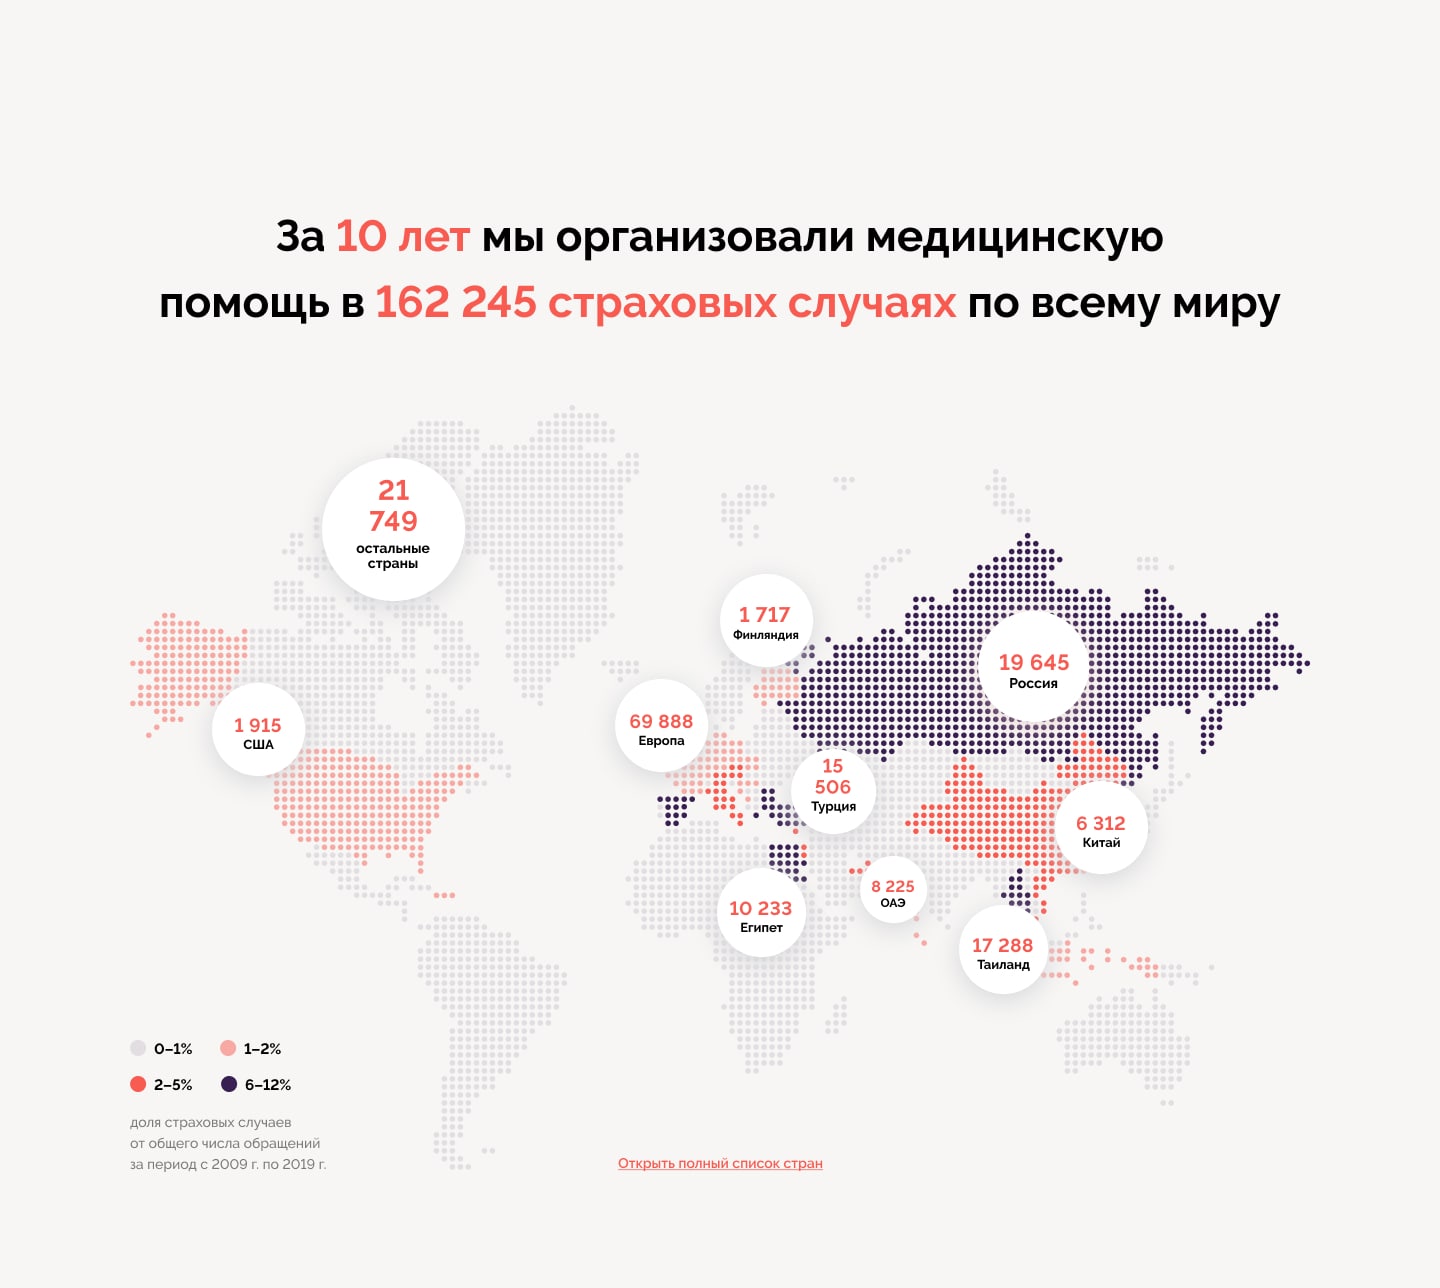 За 10 лет мы организовали медицинскую
помощь в 162 245 страховых случаях по всему миру
21
749
остальные
страны
1 717
Финляндия
19 645
Россия
69 888
Европа
1 915
США
15
506
Турция
6 312
Китай
8 225
ОАЭ
10 233
Египет
17 288
Таиланд
0–1%
1–2%
2–5%
6–12%
доля страховых случаев
от общего числа обращений
за период с 2009 г. по 2019 г.
Открыть полный список стран